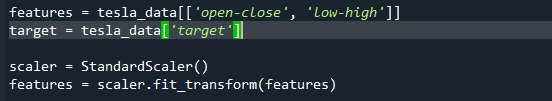 features = tesla_data[['open-close', 'low-high']]
target = tesla_data['target']
scaler = StandardScaler()
features = scaler.fit_transform(features)